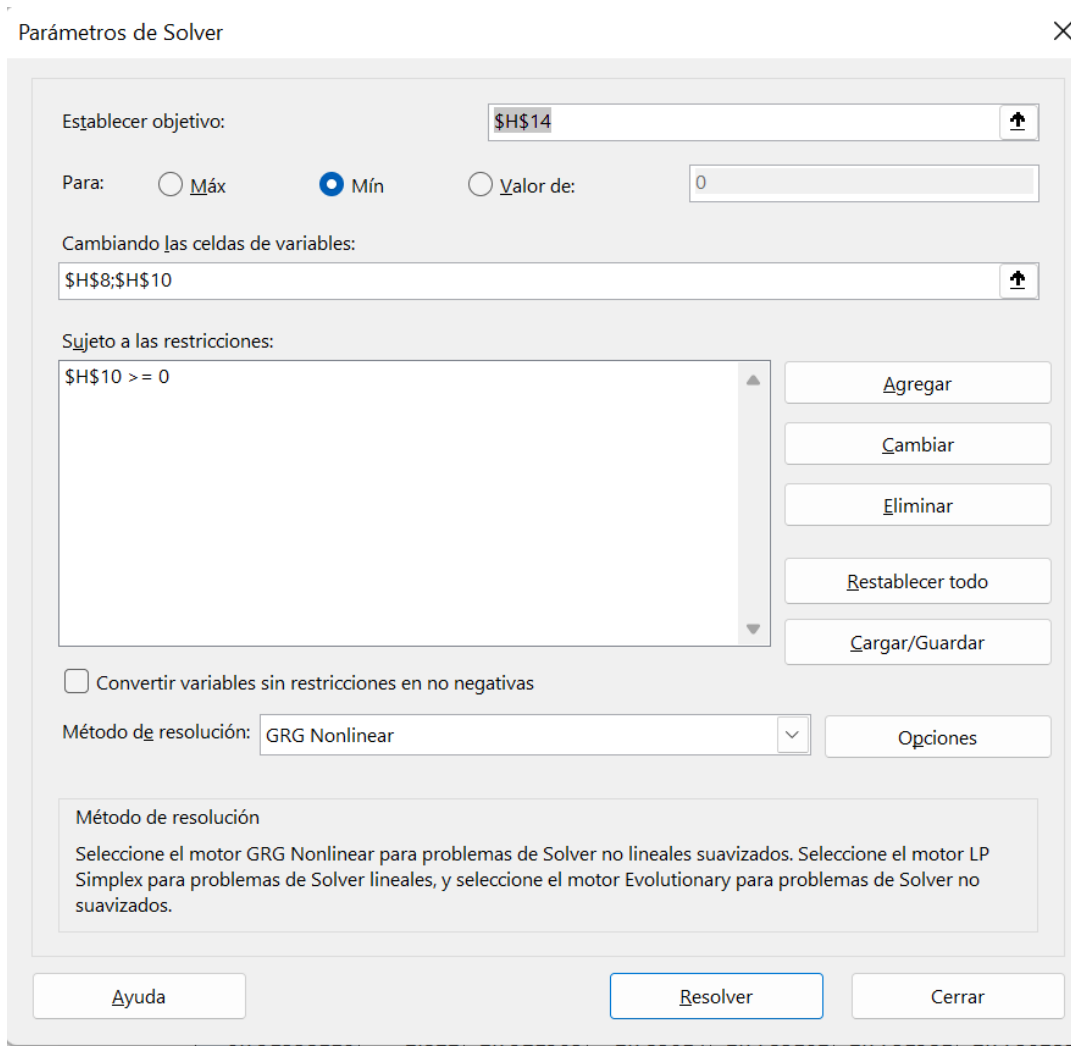 Parámetros de Solver
Establecer objetivo:
$H$14
Para:
Máx
Mín
Valor de:
0
Cambiando las celdas de variables:
$H$8;$H$10
Sujeto a las restricciones:
$H$10 >= 0
Agregar
Cambiar
Eliminar
Restablecer todo
Cargar/Guardar
Convertir variables sin restricciones en no negativas
Método de resolución:
GRG Nonlinear
Opciones
Método de resolución
Seleccione el motor GRG Nonlinear para problemas de Solver no lineales suavizados. Seleccione el motor LP
Simplex para problemas de Solver lineales, y seleccione el motor Evolutionary para problemas de Solver no
suavizados.
Ayuda
Resolver
Cerrar